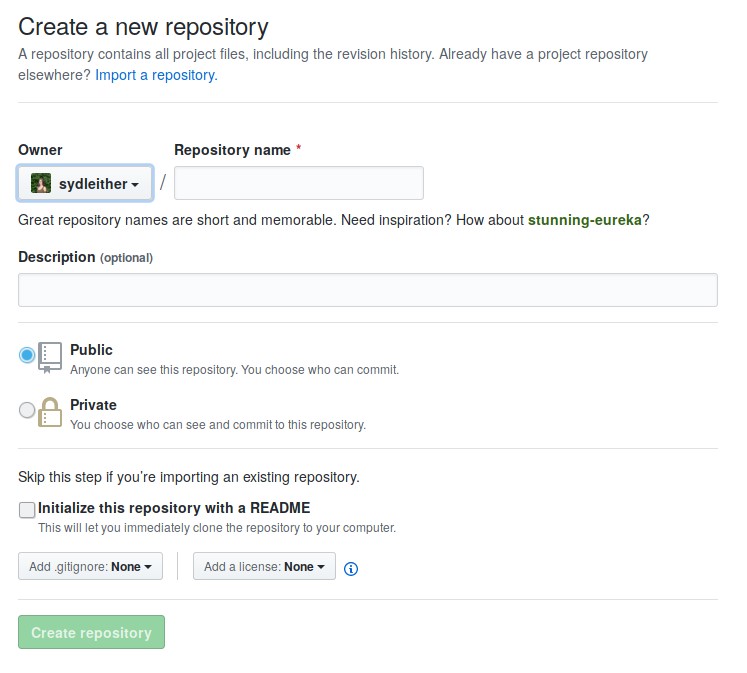 Create a new repository
A repository contains all project files, including the revision history. Already have a project repository
elsewhere? Import a repository.
Owner
Repository name *
sydleither
/
Great repository names are short and memorable. Need inspiration? How about stunning-eureka?
Description (optional)
Public
Anyone can see this repository. You choose who can commit.
Private
You choose who can see and commit to this repository.
Skip this step if you’re importing an existing repository.
Initialize this repository with a README
This will let you immediately clone the repository to your computer.
Add .gitignore: None
Add a license: None
Create repository